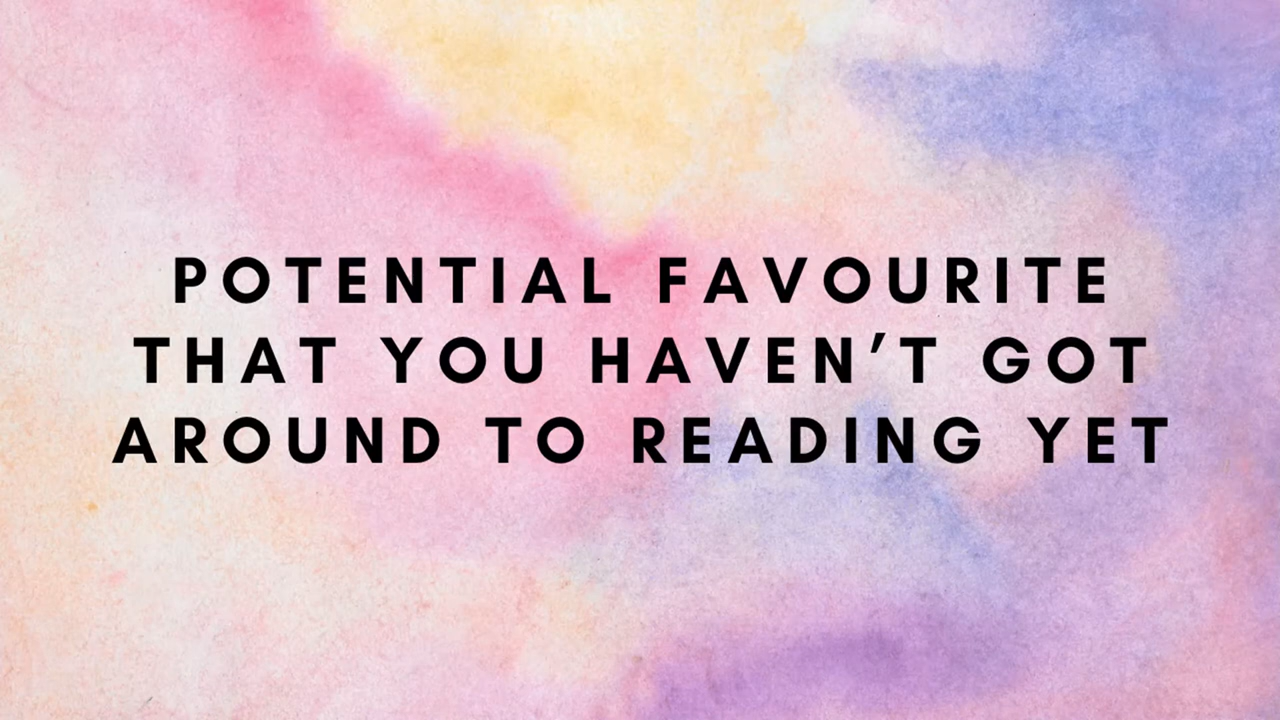 POTENTIAL FAVOURITE
THAT YOU HAVEN’T GOT
AROUND TO READING YET